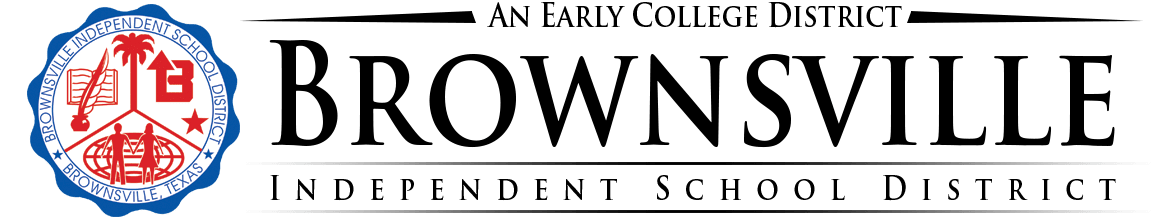 BROWNSVILLE INDEPENDENT SCHOOL DISTRICT
B
BROWNSVILLE, TEXAS
AN EARLY COLLEGE DISTRICT
BROWNSVILLE
INDEPENDENT SCHOOL DISTRICT